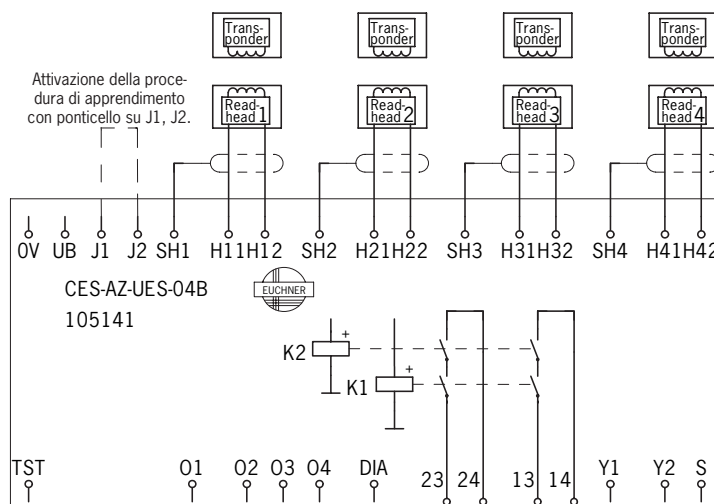 Trans-
ponder
Trans-
ponder
Trans-
ponder
Trans-
ponder
Attivazione della proce-
dura di apprendimento
con ponticello su J1, J2.
Read-
head 1
Read-
head 2
Read-
head 3
Read-
head 4
0V UB J1 J2 SH1 H11 H12 SH2 H21 H22 SH3 H31 H32 SH4 H41 H42
CES-AZ-UES-04B
EUCHNER
105141
+
K2
+
K1
TST O1 O2 O3 O4 DIA 23 24 13 14 Y1 Y2 S